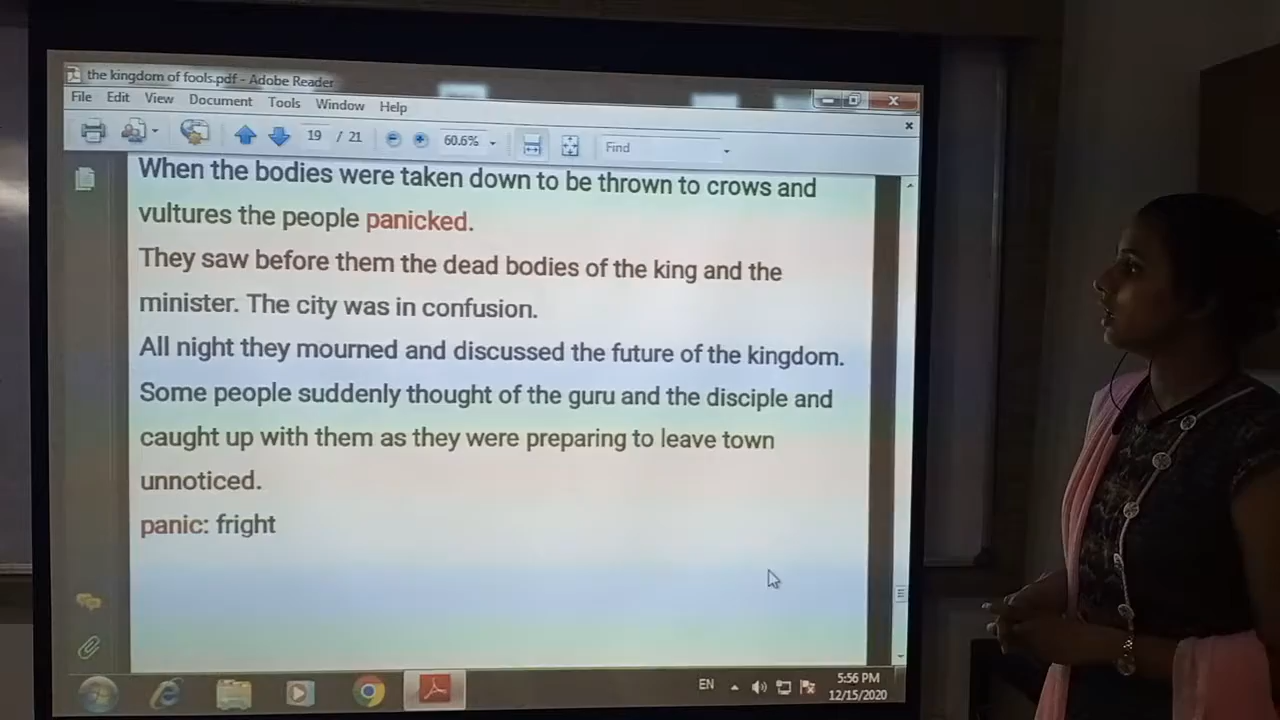 the kingdom of fools.pdf - Adobe Reader
File Edit View Document Tools Window Help
19 / 21 60.6% Find
When the bodies were taken down to be thrown to crows and
vultures the people panicked.
They saw before them the dead bodies of the king and the
minister. The city was in confusion.
All night they mourned and discussed the future of the kingdom.
Some people suddenly thought of the guru and the disciple and
caught up with them as they were preparing to leave town
unnoticed.
panic: fright
EN 5:56 PM
12/15/2020